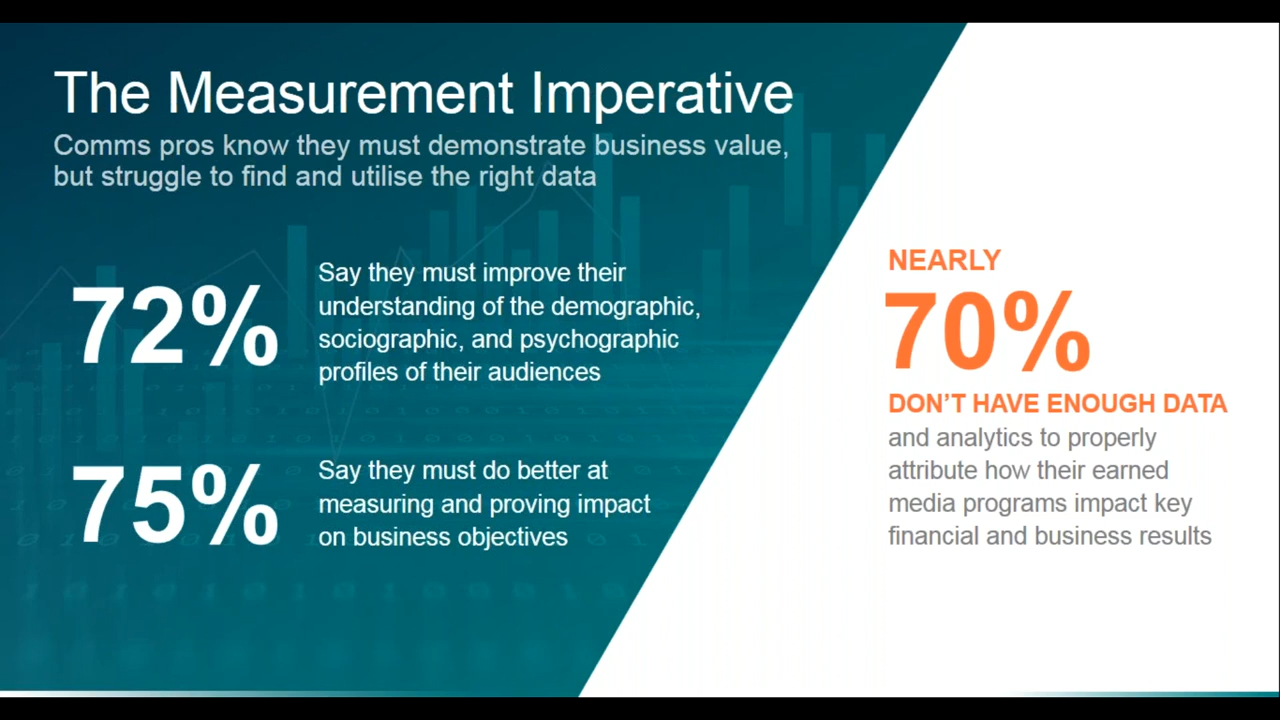 The Measurement Imperative
Comms pros know they must demonstrate business value,
but struggle to find and utilise the right data
72%
Say they must improve their
understanding of the demographic,
sociographic, and psychographic
profiles of their audiences
75%
Say they must do better at
measuring and proving impact
on business objectives
NEARLY
70%
DON'T HAVE ENOUGH DATA
and analytics to properly
attribute how their earned
media programs impact key
financial and business results